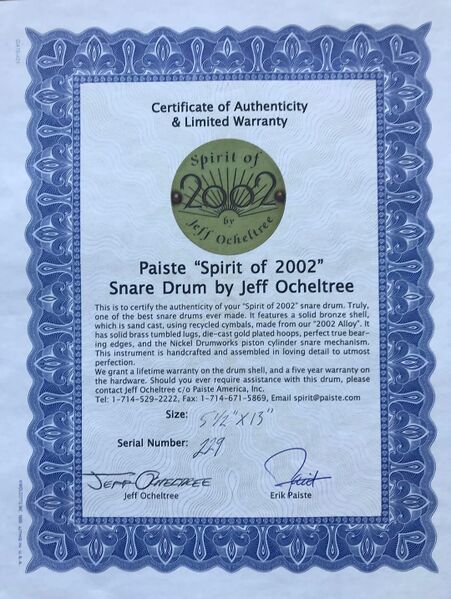 Certificate of Authenticity
& Limited Warranty
Spirit of
2002
by
Jeff Ocheltree
Paiste “Spirit of 2002”
Snare Drum by Jeff Ocheltree
This is to certify the authenticity of your “Spirit of 2002” snare drum. Truly,
one of the best snare drums ever made. It features a solid bronze shell,
which is sand cast, using recycled cymbals, made from our “2002 Alloy”. It
has solid brass tumbled lugs, die-cast gold plated hoops, perfect true bear-
ing edges, and the Nickel Drumworks piston cylinder snare mechanism.
This instrument is handcrafted and assembled in loving detail to utmost
perfection.
We grant a lifetime warranty on the drum shell, and a five year warranty on
the hardware. Should you ever require assistance with this drum, please
contact Jeff Ocheltree c/o Paiste America, Inc.
Tel: 1-714-529-2222, Fax: 1-714-671-5869, Email spirit@paiste.com
Size: 5 1/2" X 13"
Serial Number: 229
Jeff Ocheltree
Jeff Ocheltree
Erik Paiste